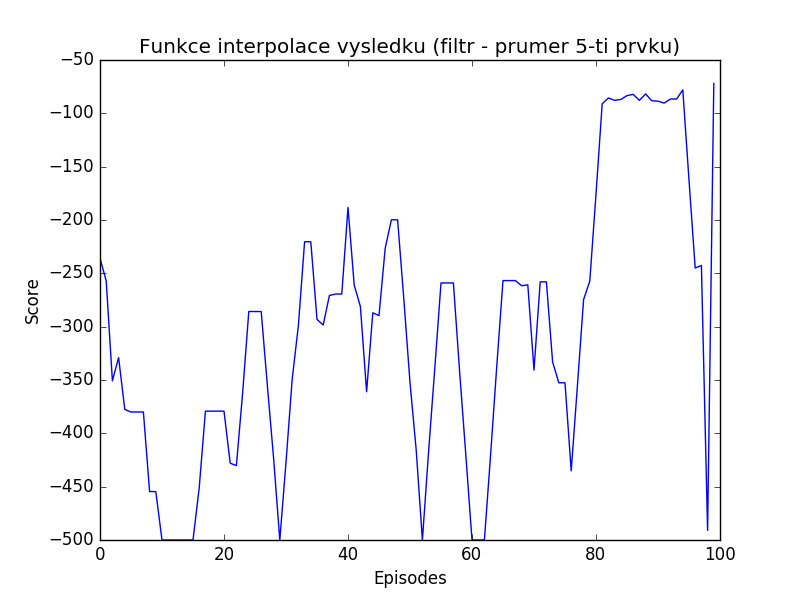 Funkce interpolace vysledku (filtr - prumer 5-ti prvku)
−50
−100
−150
−200
−250
−300
−350
−400
−450
−500
Score
0 20 40 60 80 100
Episodes